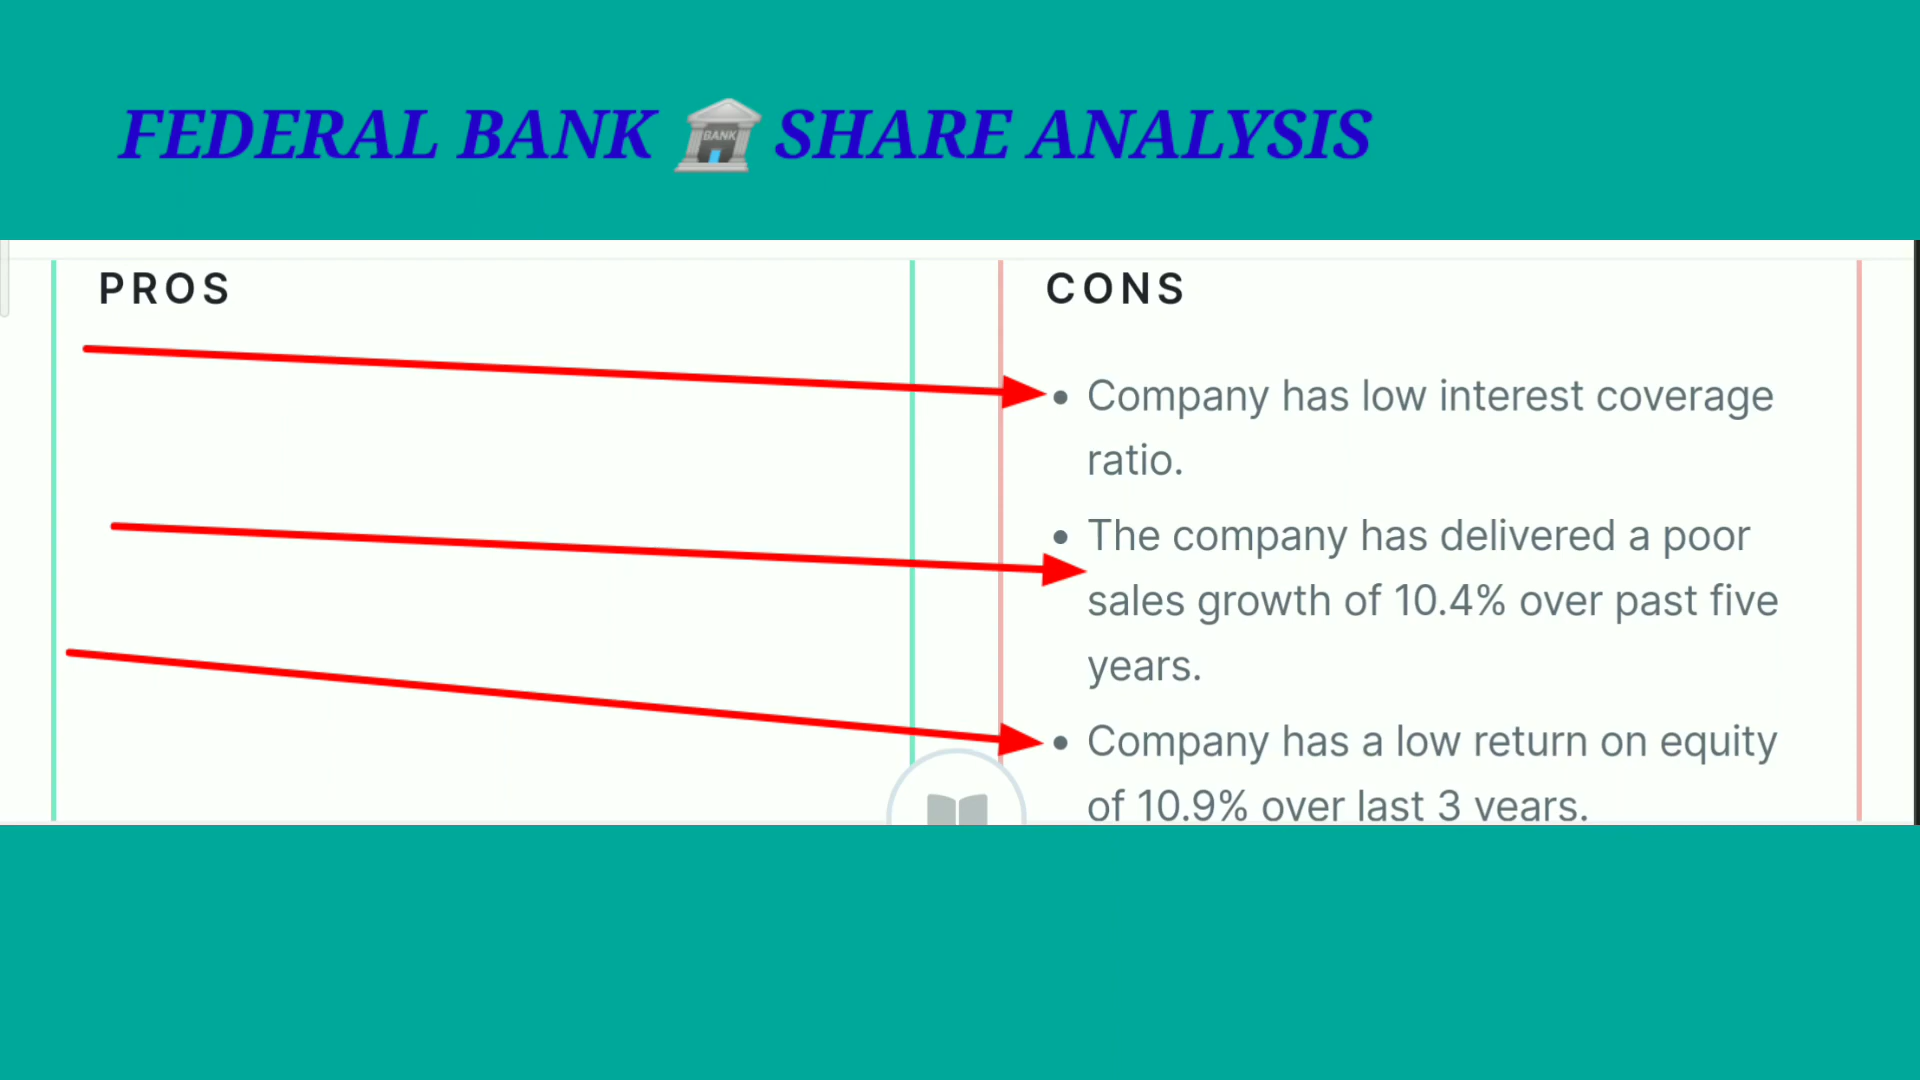 FEDERAL BANK BANK SHARE ANALYSIS
PROS
CONS
• Company has low interest coverage
ratio.
• The company has delivered a poor
sales growth of 10.4% over past five
years.
• Company has a low return on equity
of 10.9% over last 3 years.